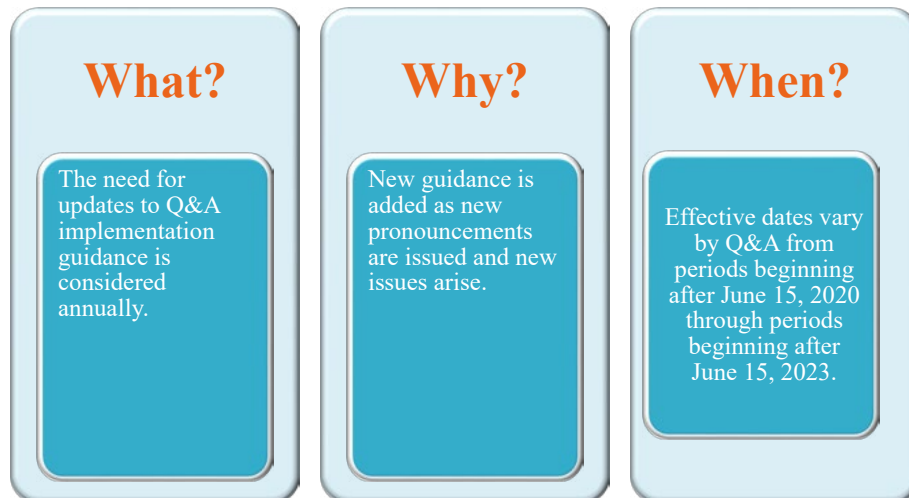 What?
The need for
updates to Q&A
implementation
guidance is
considered
annually.
Why?
New guidance is
added as new
pronouncements
are issued and new
issues arise.
When?
Effective dates vary
by Q&A from
periods beginning
after June 15, 2020
through periods
beginning after
June 15, 2023.